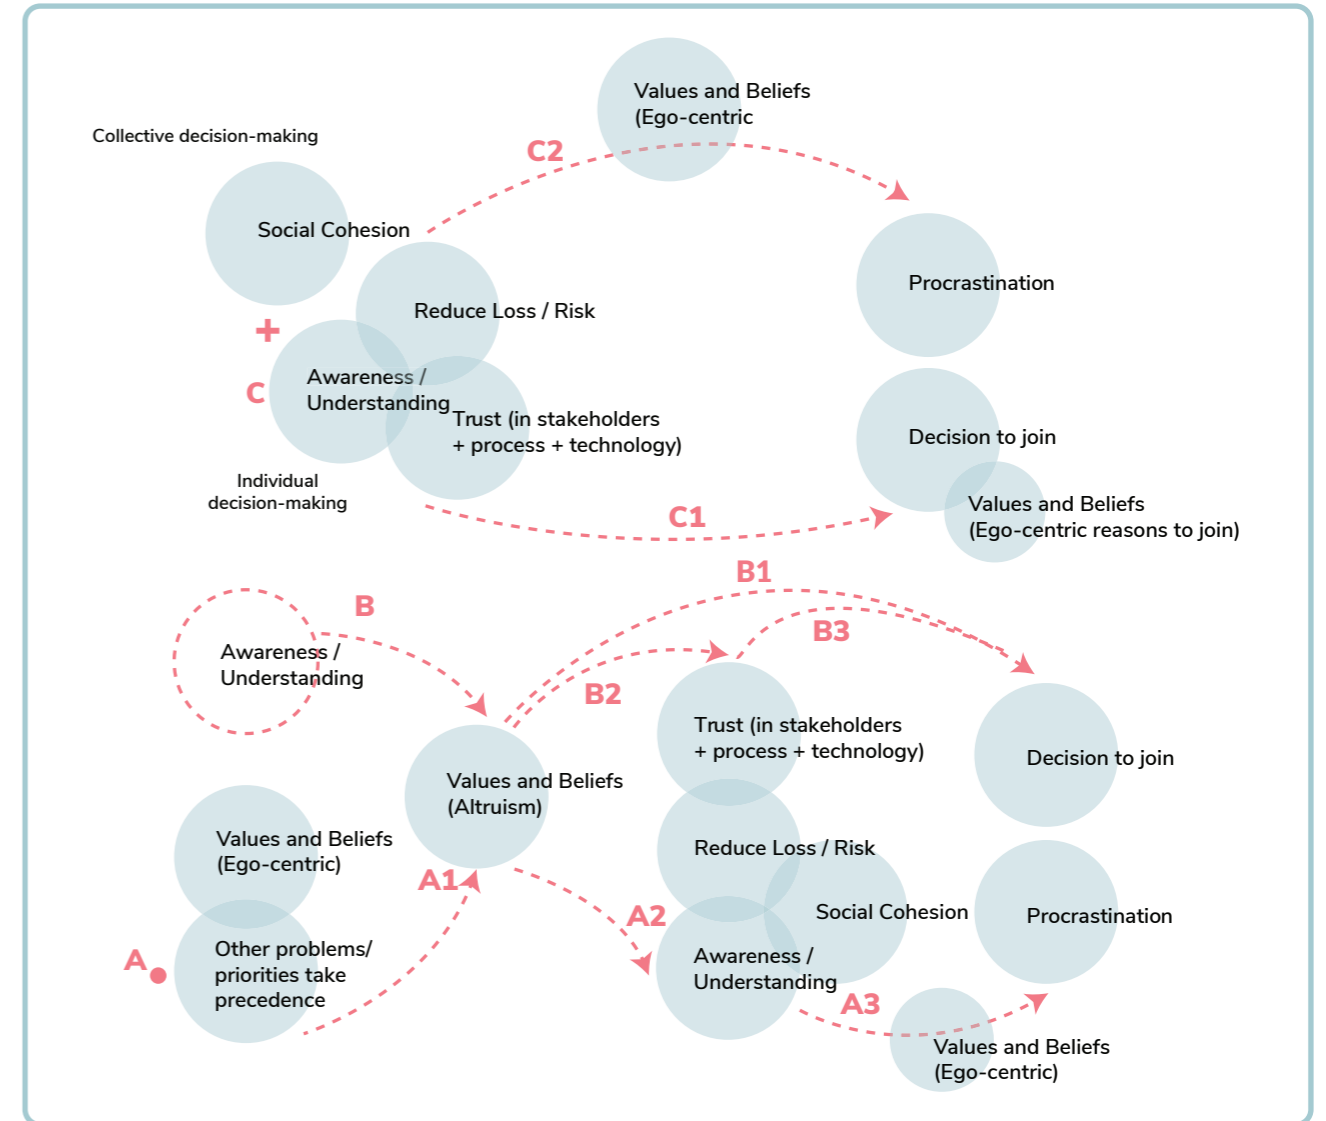 Values and Beliefs
(Ego-centric
Collective decision-making
C2
Social Cohesion
Procrastination
Reduce Loss / Risk
+
C
Awareness /
Understanding
Trust (in stakeholders
+ process + technology)
Decision to join
Individual
decision-making
Values and Beliefs
(Ego-centric reasons to join)
C1
B1
B
B3
Awareness /
Understanding
B2
Trust (in stakeholders
+ process + technology)
Decision to join
Values and Beliefs
(Altruism)
Values and Beliefs
(Ego-centric)
Reduce Loss / Risk
A1
A2
Social Cohesion
Procrastination
A
Other problems/
priorities take
precedence
Awareness /
Understanding
A3
Values and Beliefs
(Ego-centric)